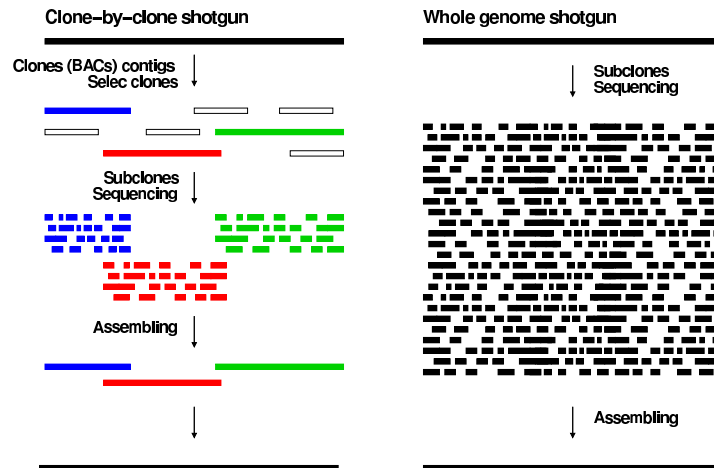 Clone-by-clone shotgun
Clones (BACs) contigs
Selec clones
Subclones
Sequencing
Assembling
Whole genome shotgun
Subclones
Sequencing
Assembling